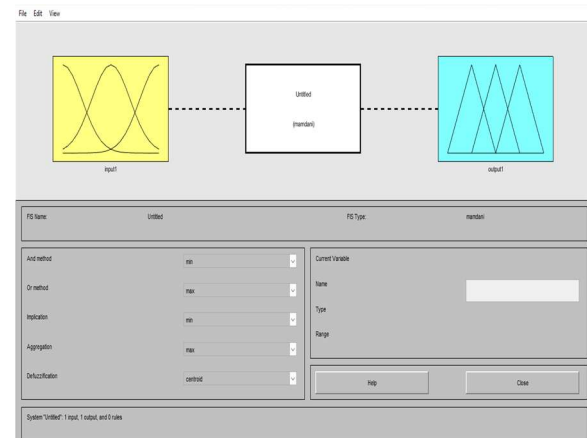 File Edit View
Untitled
(mamdani)
input1
output1
FIS Name: Untitled FIS Type: mamdani
And method min
Or method max
Implication min
Aggregation max
Defuzzification centroid
Current Variable
Name
Type
Range
Help Close
System "Untitled": 1 input, 1 output, and 0 rules